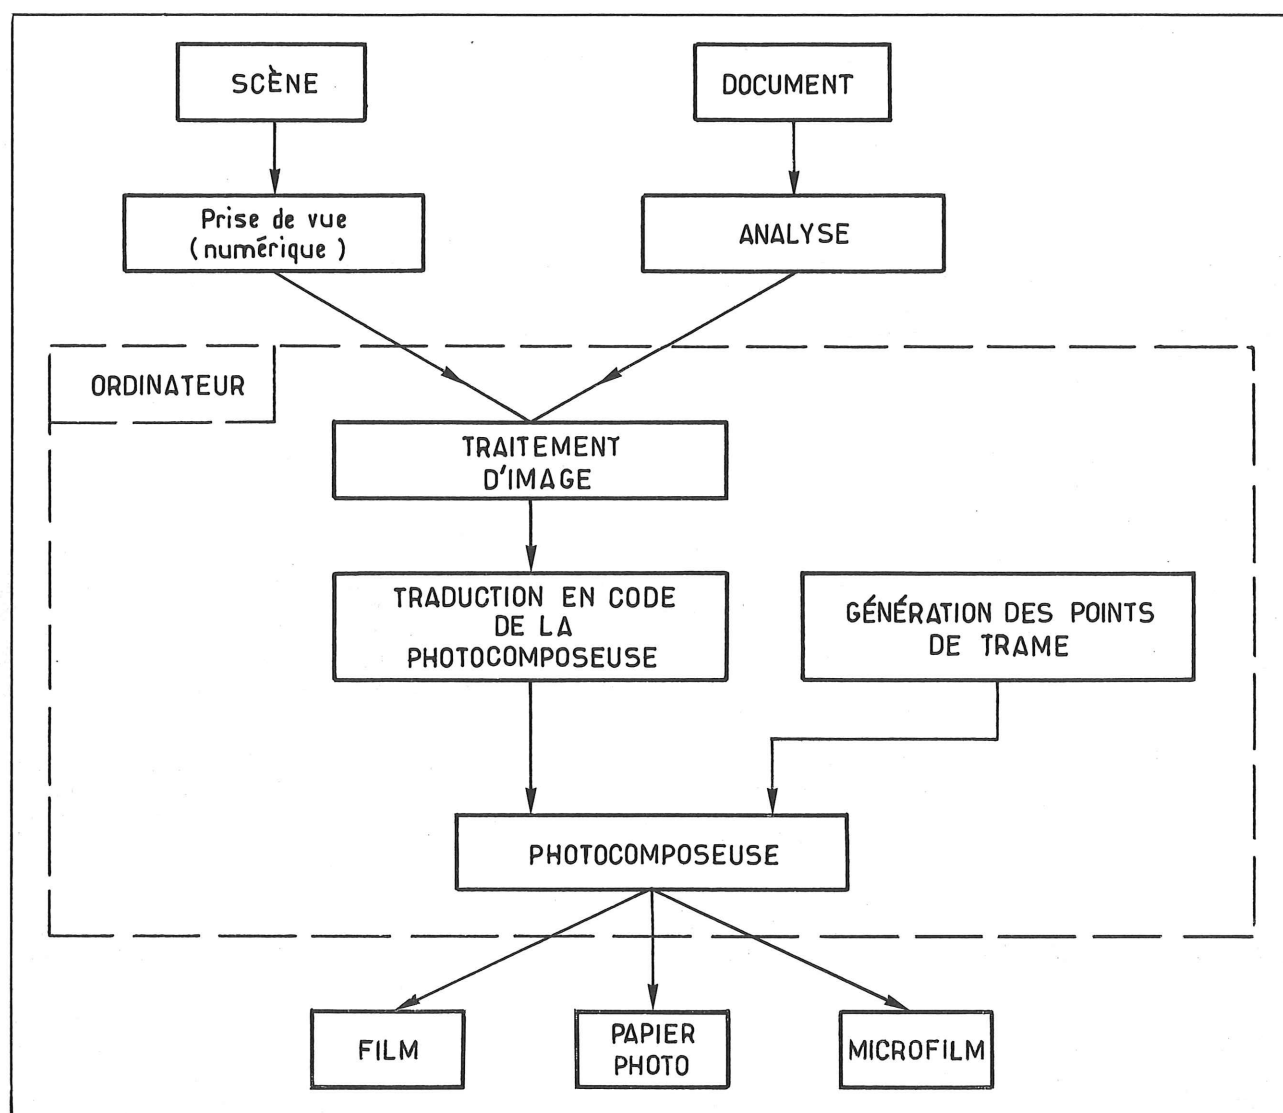 SCÈNE
DOCUMENT
Prise de vue
(numérique)
ANALYSE
ORDINATEUR
TRAITEMENT
D'IMAGE
TRADUCTION EN CODE
DE LA
PHOTOCOMPOSEUSE
GÉNÉRATION DES POINTS
DE TRAME
PHOTOCOMPOSEUSE
FILM
PAPIER
PHOTO
MICROFILM